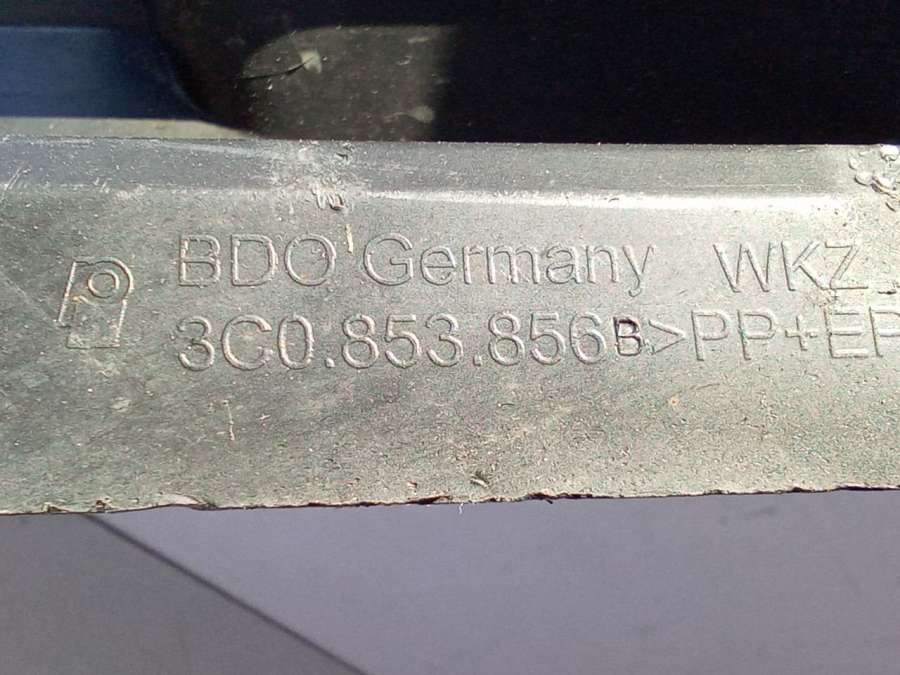 BDO Germany WKZ
3C0.853.856B >PP+EP